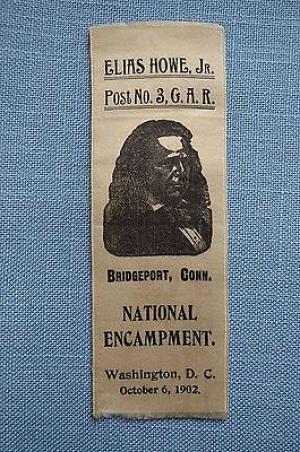 ELIAS HOWE, JR.
POST NO. 3, G. A. R.
BRIDGEPORT, CONN.
NATIONAL
ENCAMPMENT.
Washington, D. C.
October 6, 1902.